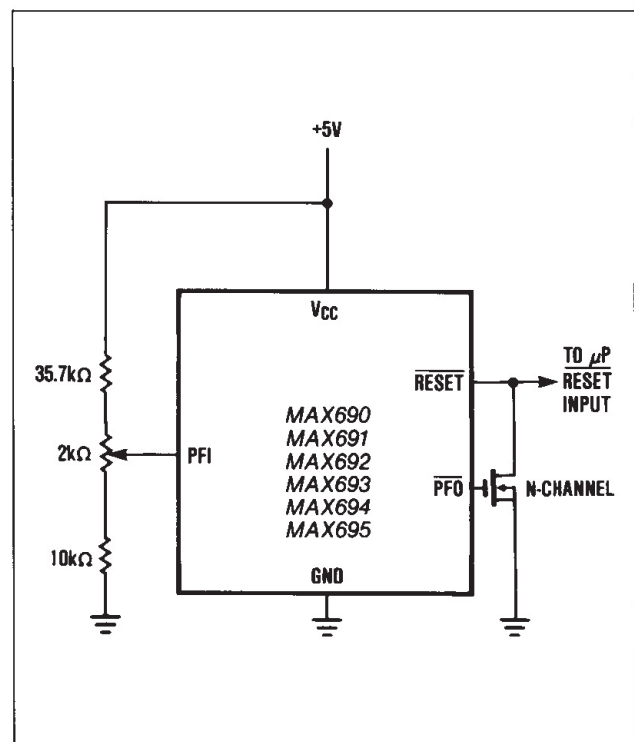 +5V
VCC
35.7kΩ
2kΩ
10kΩ
PFI
MAX690
MAX691
MAX692
MAX693
MAX694
MAX695
GND
RESET
PFO
TO μP
RESET
INPUT
N-CHANNEL